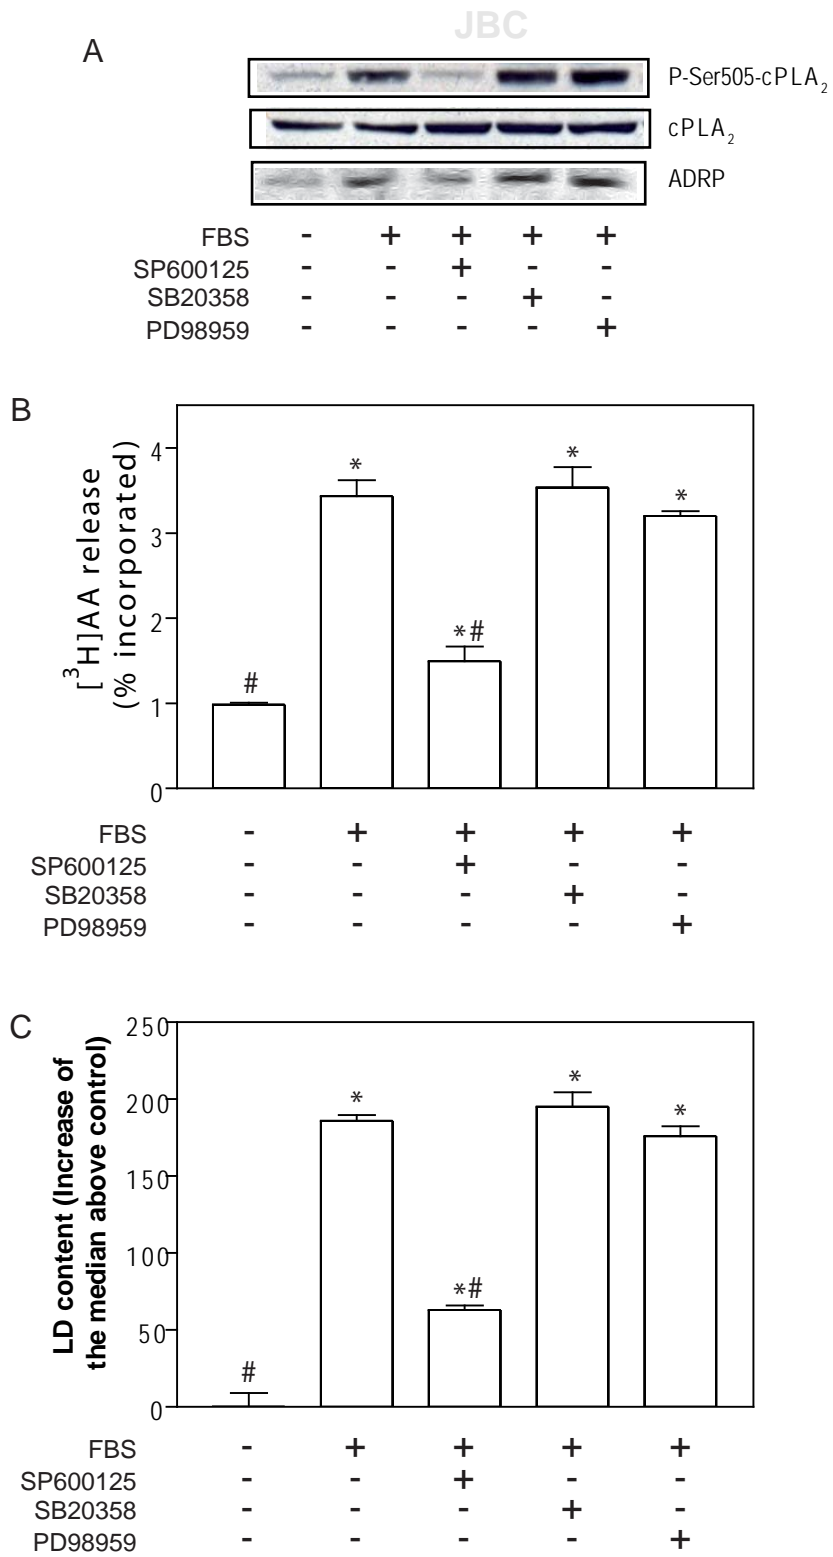 JBC
A
P-Ser505-cPLA2
cPLA2
ADRP
FBS - + + + +
SP600125 - - + - -
SB20358 - - - + -
PD98959 - - - - +
B
[3H]AA release
(% incorporated)
4
3
2
1
0
# * *# * *
FBS - + + + +
SP600125 - - + - -
SB20358 - - - + -
PD98959 - - - - +
C
LD content (Increase of
the median above control)
250
200
150
100
50
0
# * *# * *
FBS - + + + +
SP600125 - - + - -
SB20358 - - - + -
PD98959 - - - - +